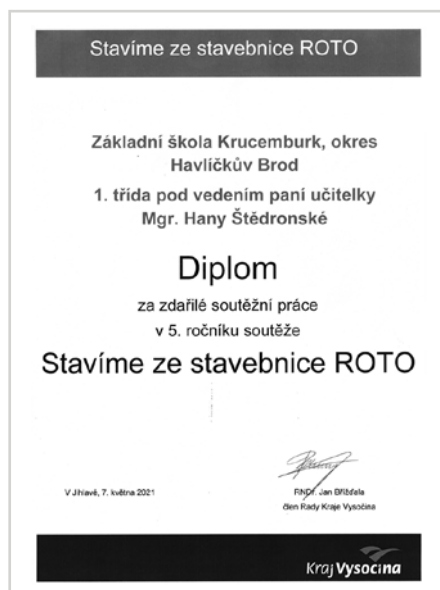 Stavíme ze stavebnice ROTO
Základní škola Krucemburk, okres
Havlíčkův Brod
1. třída pod vedením paní učitelky
Mgr. Hany Štědronské
Diplom
za zdařilé soutěžní práce
v 5. ročníku soutěže
Stavíme ze stavebnice ROTO
V Jihlavě, 7. května 2021
RNDr. Jan Břížďala
člen Rady Kraje Vysočina
Kraj Vysočina